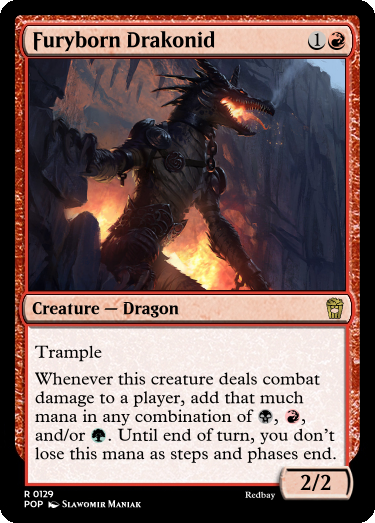 Furyborn Drakonid 1
Creature — Dragon
Trample
Whenever this creature deals combat
damage to a player, add that much
mana in any combination of , ,
and/or . Until end of turn, you don't
lose this mana as steps and phases end.
2/2
R 0129
Redbay
POP Slawomir Maniak